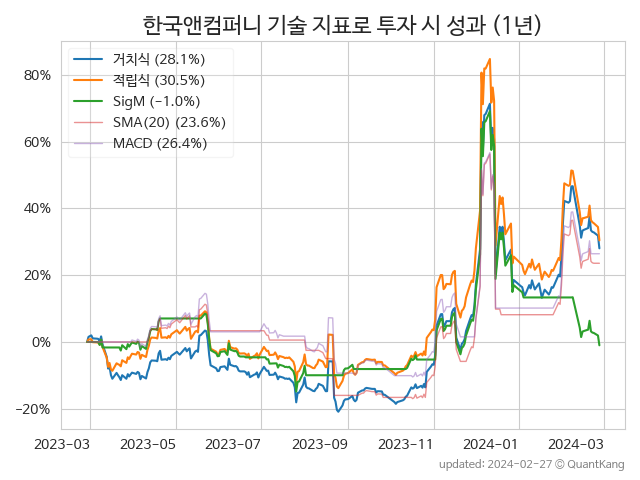 한국앤컴퍼니 기술 지표로 투자 시 성과 (1년)
거치식 (28.1%)
적립식 (30.5%)
SigM (-1.0%)
SMA(20) (23.6%)
MACD (26.4%)
80%
60%
40%
20%
0%
−20%
2023-03 2023-05 2023-07 2023-09 2023-11 2024-01 2024-03
updated: 2024-02-27 © QuantKang